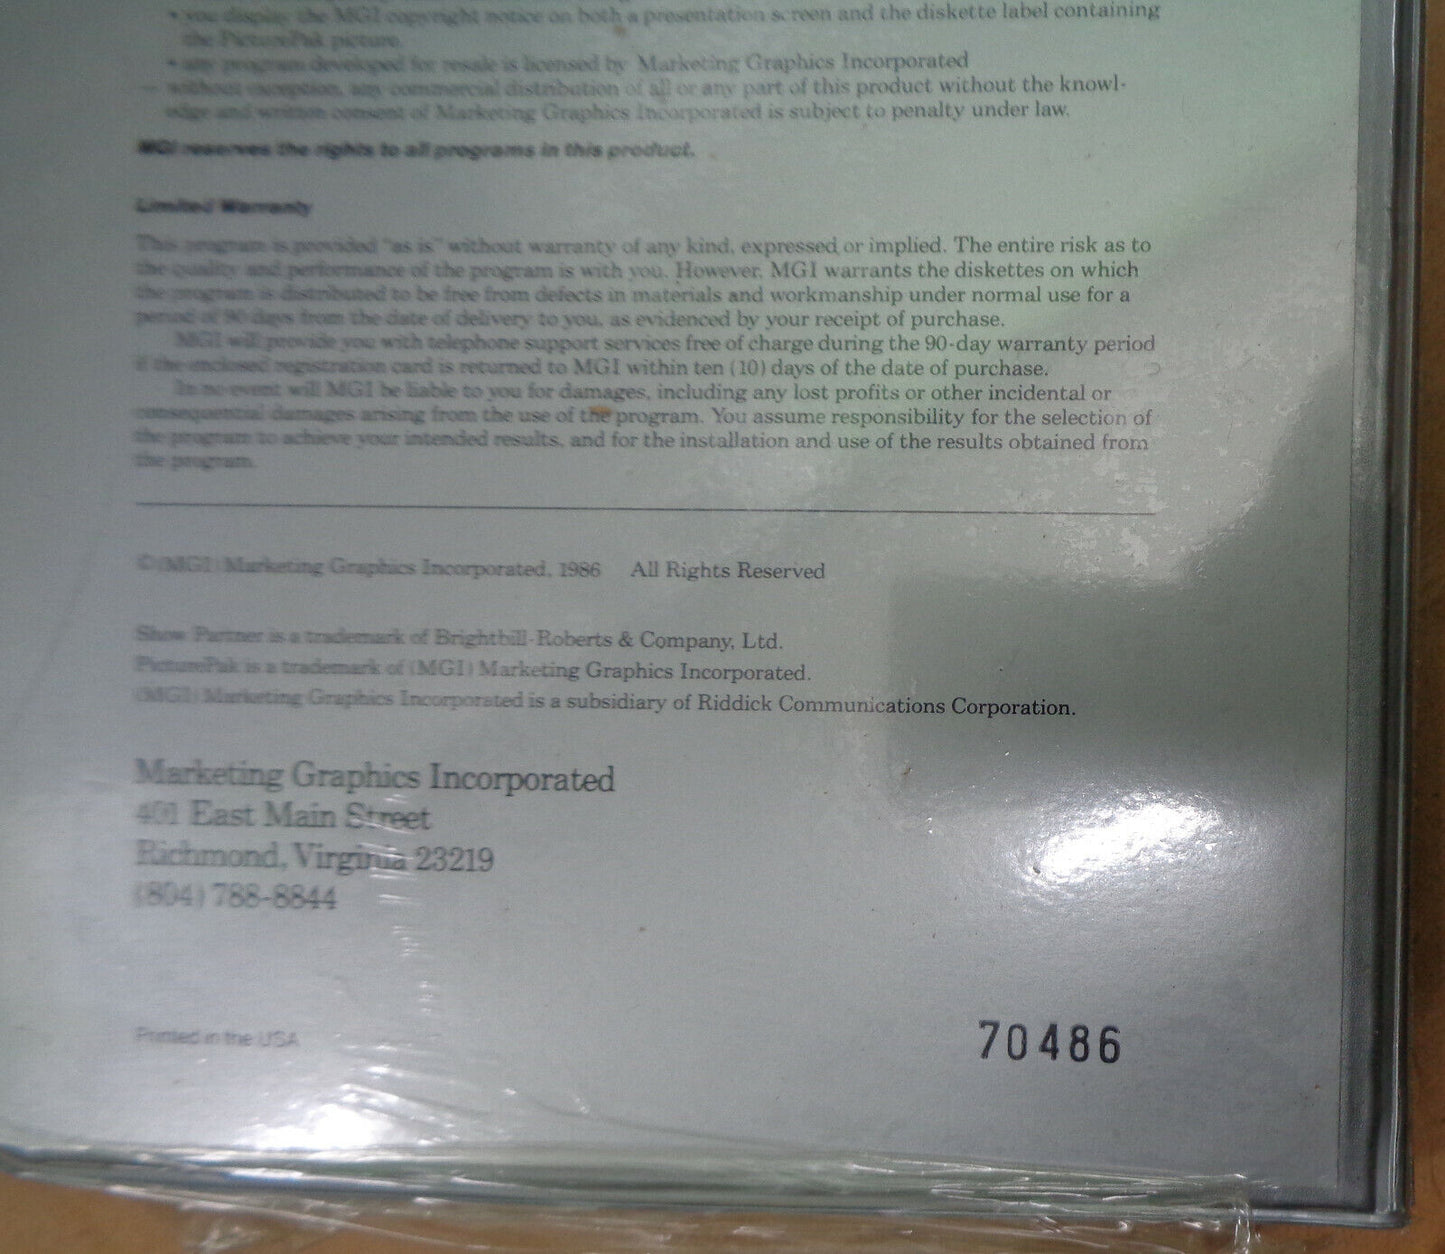 • you display the MGI copyright notice on both a presentation screen and the diskette label containing
the PicturePak picture.
• any program developed for resale is licensed by Marketing Graphics Incorporated
— without exception, any commercial distribution of all or any part of this product without the knowl-
edge and written consent of Marketing Graphics Incorporated is subject to penalty under law.
MGI reserves the rights to all programs in this product.
Limited Warranty
This program is provided "as is" without warranty of any kind, expressed or implied. The entire risk as to
the quality and performance of the program is with you. However, MGI warrants the diskettes on which
the program is distributed to be free from defects in materials and workmanship under normal use for a
period of 90 days from the date of delivery to you, as evidenced by your receipt of purchase.
MGI will provide you with telephone support services free of charge during the 90-day warranty period
if the enclosed registration card is returned to MGI within ten (10) days of the date of purchase.
In no event will MGI be liable to you for damages, including any lost profits or other incidental or
consequential damages arising from the use of the program. You assume responsibility for the selection of
the program to achieve your intended results, and for the installation and use of the results obtained from
the program.
© (MGI) Marketing Graphics Incorporated, 1986 All Rights Reserved
Show Partner is a trademark of Brightbill-Roberts & Company, Ltd.
PicturePak is a trademark of (MGI) Marketing Graphics Incorporated.
(MGI) Marketing Graphics Incorporated is a subsidiary of Riddick Communications Corporation.
Marketing Graphics Incorporated
401 East Main Street
Richmond, Virginia 23219
(804) 788-8844
Printed in the USA
70486